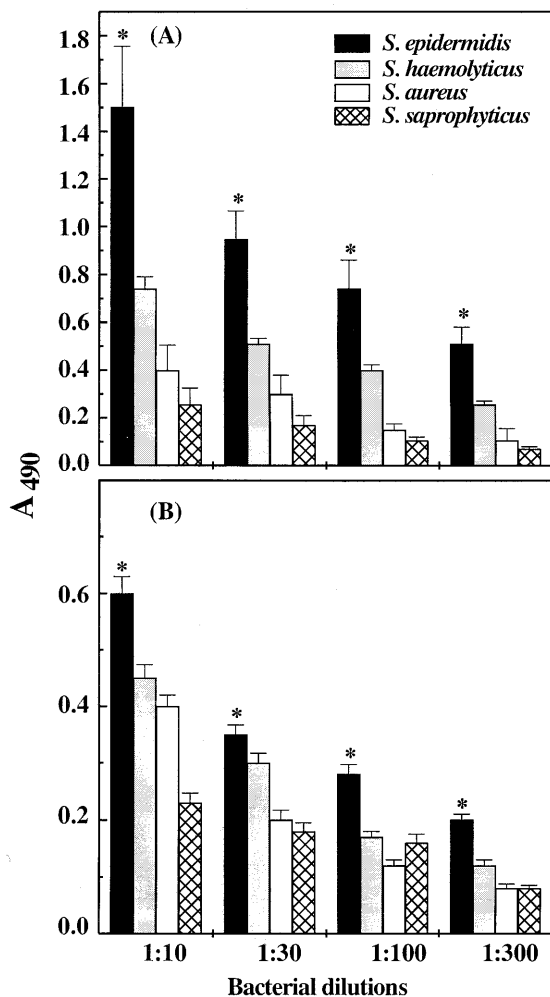 (A)
S. epidermidis
S. haemolyticus
S. aureus
S. saprophyticus
1.8
1.6
1.4
1.2
1.0
0.8
0.6
0.4
0.2
0.0
*
*
*
*
A490
(B)
0.6
0.4
0.2
0.0
*
*
*
*
1:10 1:30 1:100 1:300
Bacterial dilutions